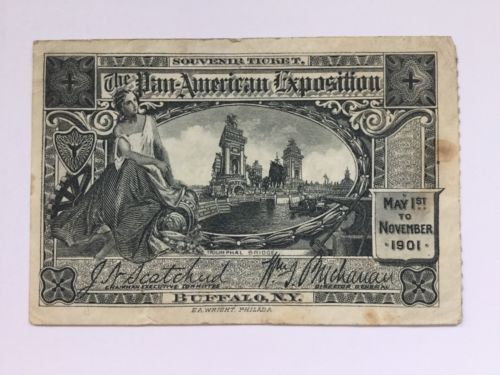 SOUVENIR TICKET.
The Pan-American Exposition
MAY 1ST
TO
NOVEMBER
1901
TRIUMPHAL BRIDGE
J. N. Scatcherd
Wm. I. Buchanan
CHAIRMAN EXECUTIVE COMMITTEE
DIRECTOR GENERAL
BUFFALO, N.Y.
E.A. WRIGHT. PHILADA.